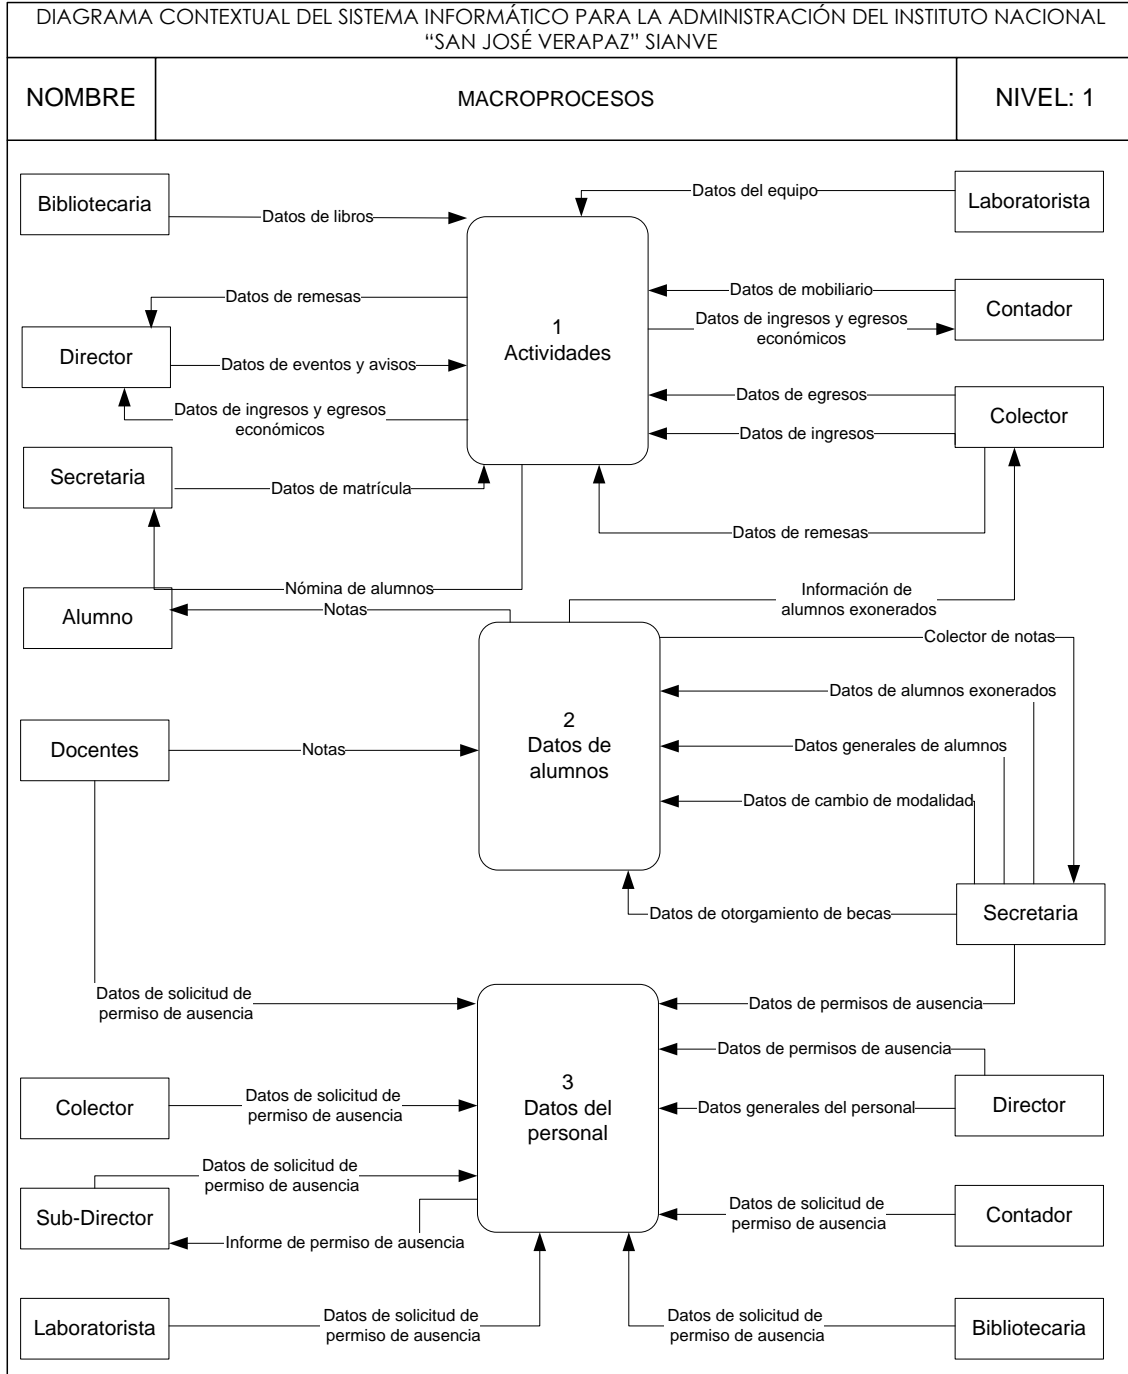 DIAGRAMA CONTEXTUAL DEL SISTEMA INFORMÁTICO PARA LA ADMINISTRACIÓN DEL INSTITUTO NACIONAL
“SAN JOSÉ VERAPAZ” SIANVE
NOMBRE
MACROPROCESOS
NIVEL: 1
Bibliotecaria
Datos de libros
Datos del equipo
Laboratorista
Datos de remesas
Datos de mobiliario
Contador
Datos de ingresos y egresos
económicos
1
Actividades
Director
Datos de eventos y avisos
Datos de ingresos y egresos
económicos
Datos de egresos
Colector
Datos de ingresos
Secretaria
Datos de matrícula
Datos de remesas
Nómina de alumnos
Alumno
Notas
Información de
alumnos exonerados
Colector de notas
Datos de alumnos exonerados
2
Datos de
alumnos
Docentes
Notas
Datos generales de alumnos
Datos de cambio de modalidad
Datos de otorgamiento de becas
Secretaria
Datos de solicitud de
permiso de ausencia
Datos de permisos de ausencia
Datos de permisos de ausencia
3
Datos del
personal
Colector
Datos de solicitud de
permiso de ausencia
Datos generales del personal
Director
Datos de solicitud de
permiso de ausencia
Sub-Director
Informe de permiso de ausencia
Datos de solicitud de
permiso de ausencia
Contador
Laboratorista
Datos de solicitud de
permiso de ausencia
Datos de solicitud de
permiso de ausencia
Bibliotecaria